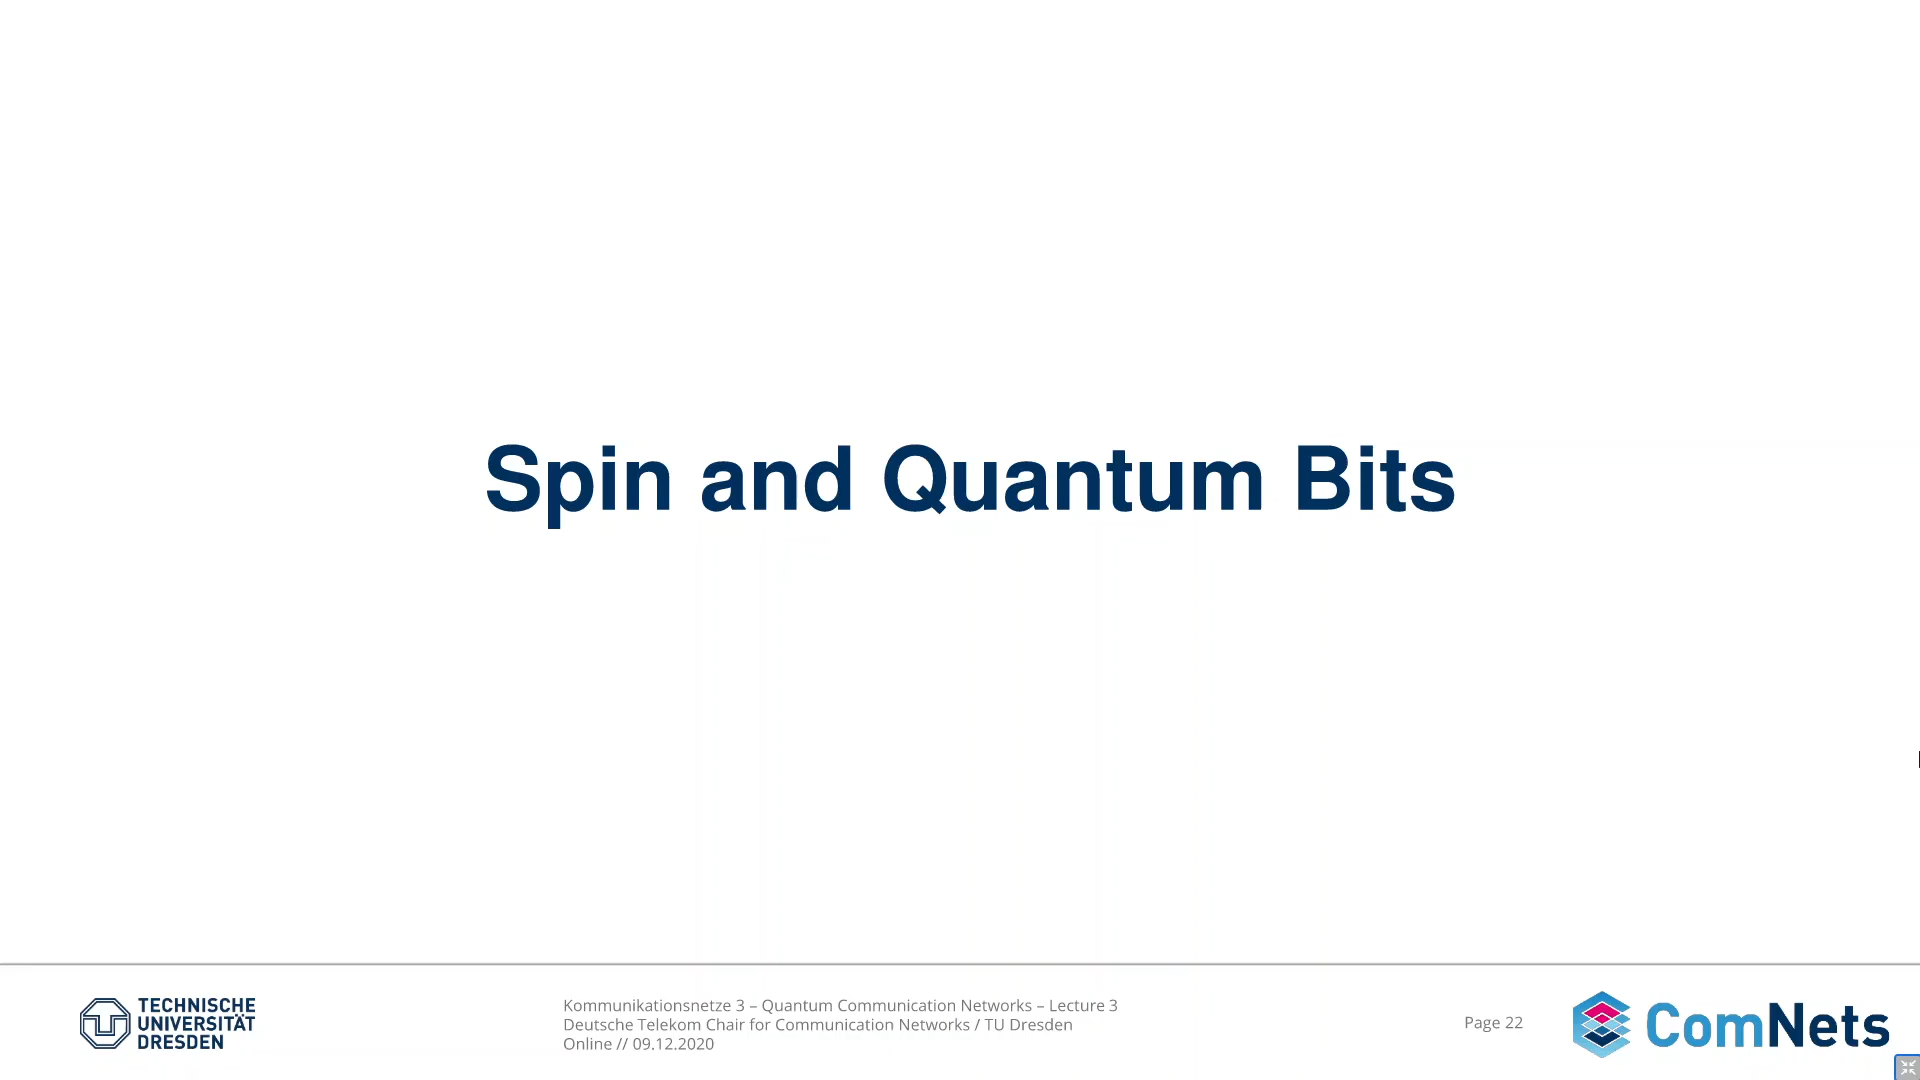 Spin and Quantum Bits
TECHNISCHE
UNIVERSITÄT
DRESDEN
Kommunikationsnetze 3 – Quantum Communication Networks – Lecture 3
Deutsche Telekom Chair for Communication Networks / TU Dresden
Online // 09.12.2020
Page 22
ComNets